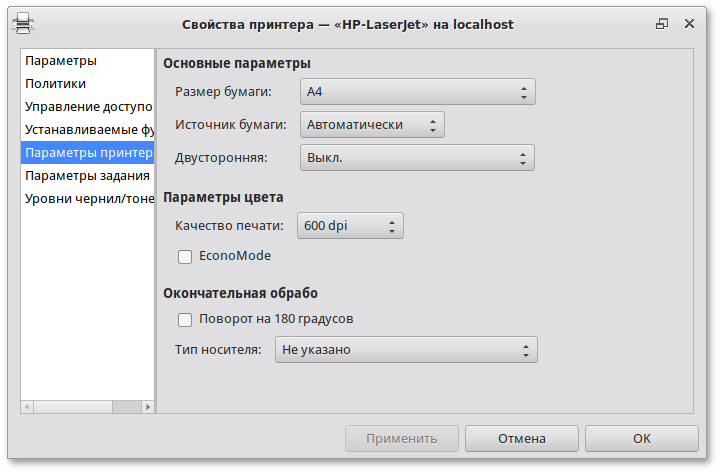 Свойства принтера — «HP-LaserJet» на localhost
Параметры
Политики
Управление доступо
Устанавливаемые фу
Параметры принтер
Параметры задания
Уровни чернил/тоне
Основные параметры
Размер бумаги: A4
Источник бумаги: Автоматически
Двусторонняя: Выкл.
Параметры цвета
Качество печати: 600 dpi
EconoMode
Окончательная обрабо
Поворот на 180 градусов
Тип носителя: Не указано
Применить Отмена OK